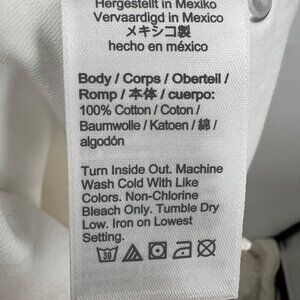 Hergestellt in Mexiko
Vervaardigd in Mexico
メキシコ製
hecho en méxico
Body / Corps / Oberteil /
Romp / 本体 / cuerpo:
100% Cotton / Coton /
Baumwolle / Katoen / 綿 /
algodón
Turn Inside Out. Machine
Wash Cold With Like
Colors. Non-Chlorine
Bleach Only. Tumble Dry
Low. Iron on Lowest
Setting.
30